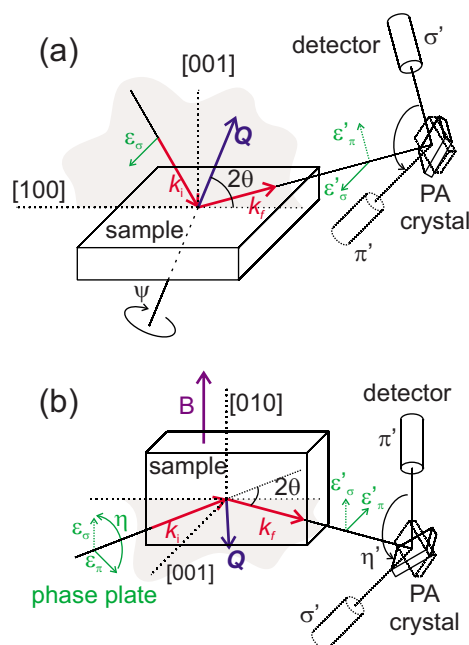 (a)
detector
σ'
[001]
ε_σ
Q
ε'_π
k_i
2θ
[100]
k_f
ε'_σ
PA
crystal
sample
π'
ψ
(b)
B
[010]
detector
π'
sample
2θ
ε'_σ
ε'_π
ε_σ
η
k_i
k_f
ε_π
[001]
Q
η'
phase plate
σ'
PA
crystal